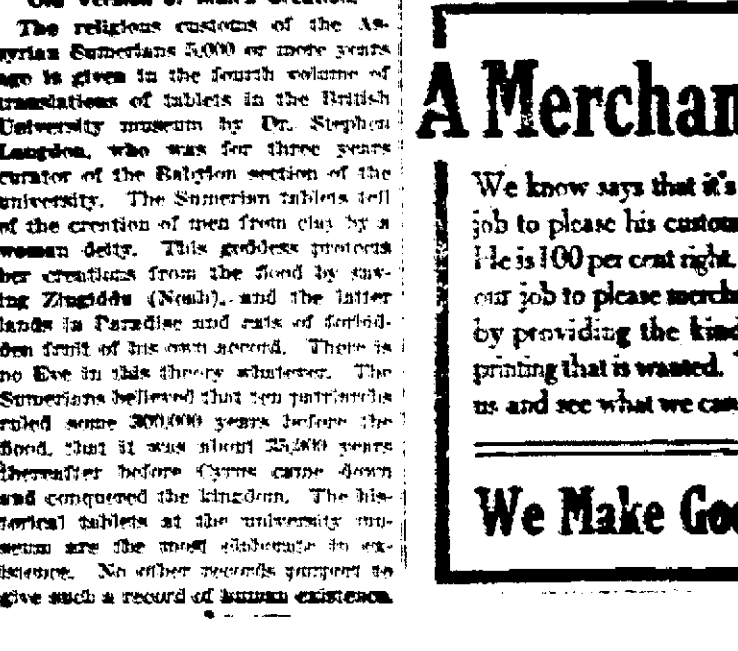 Old Version of Man's Creation.
The religious customs of the As-
syrian Sumerians 5,000 or more years
ago is given in the fourth volume of
translations of tablets in the British
University museum by Dr. Stephen
Langdon, who was for three years
curator of the Babylon section of the
university. The Sumerian tablets tell
of the creation of men from clay by a
woman deity. This goddess protects
her creations from the flood by sav-
ing Zingiddu (Noah), and the latter
lands in Paradise and eats of forbid-
den fruit of his own accord. There is
no Eve in this theory whatever. The
Sumerians believed that ten patriarchs
ruled some 300,000 years before the
flood, that it was about 25,000 years
thereafter before Cyrus came down
and conquered the kingdom. The his-
torical tablets at the university mu-
seum are the most elaborate in ex-
istence. No other records purport to
give such a record of human existence.
A Merchan
We know says that it's
job to please his custom
He is 100 per cent right.
our job to please mercha
by providing the kind
printing that is wanted.
us and see what we can
We Make Goo